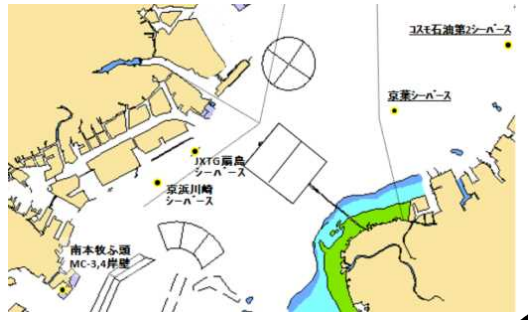 コスモ石油第2シーバース
京葉シーバース
JXTG扇島
シーバース
京浜川崎
シーバース
南本牧ふ頭
MC-3,4岸壁